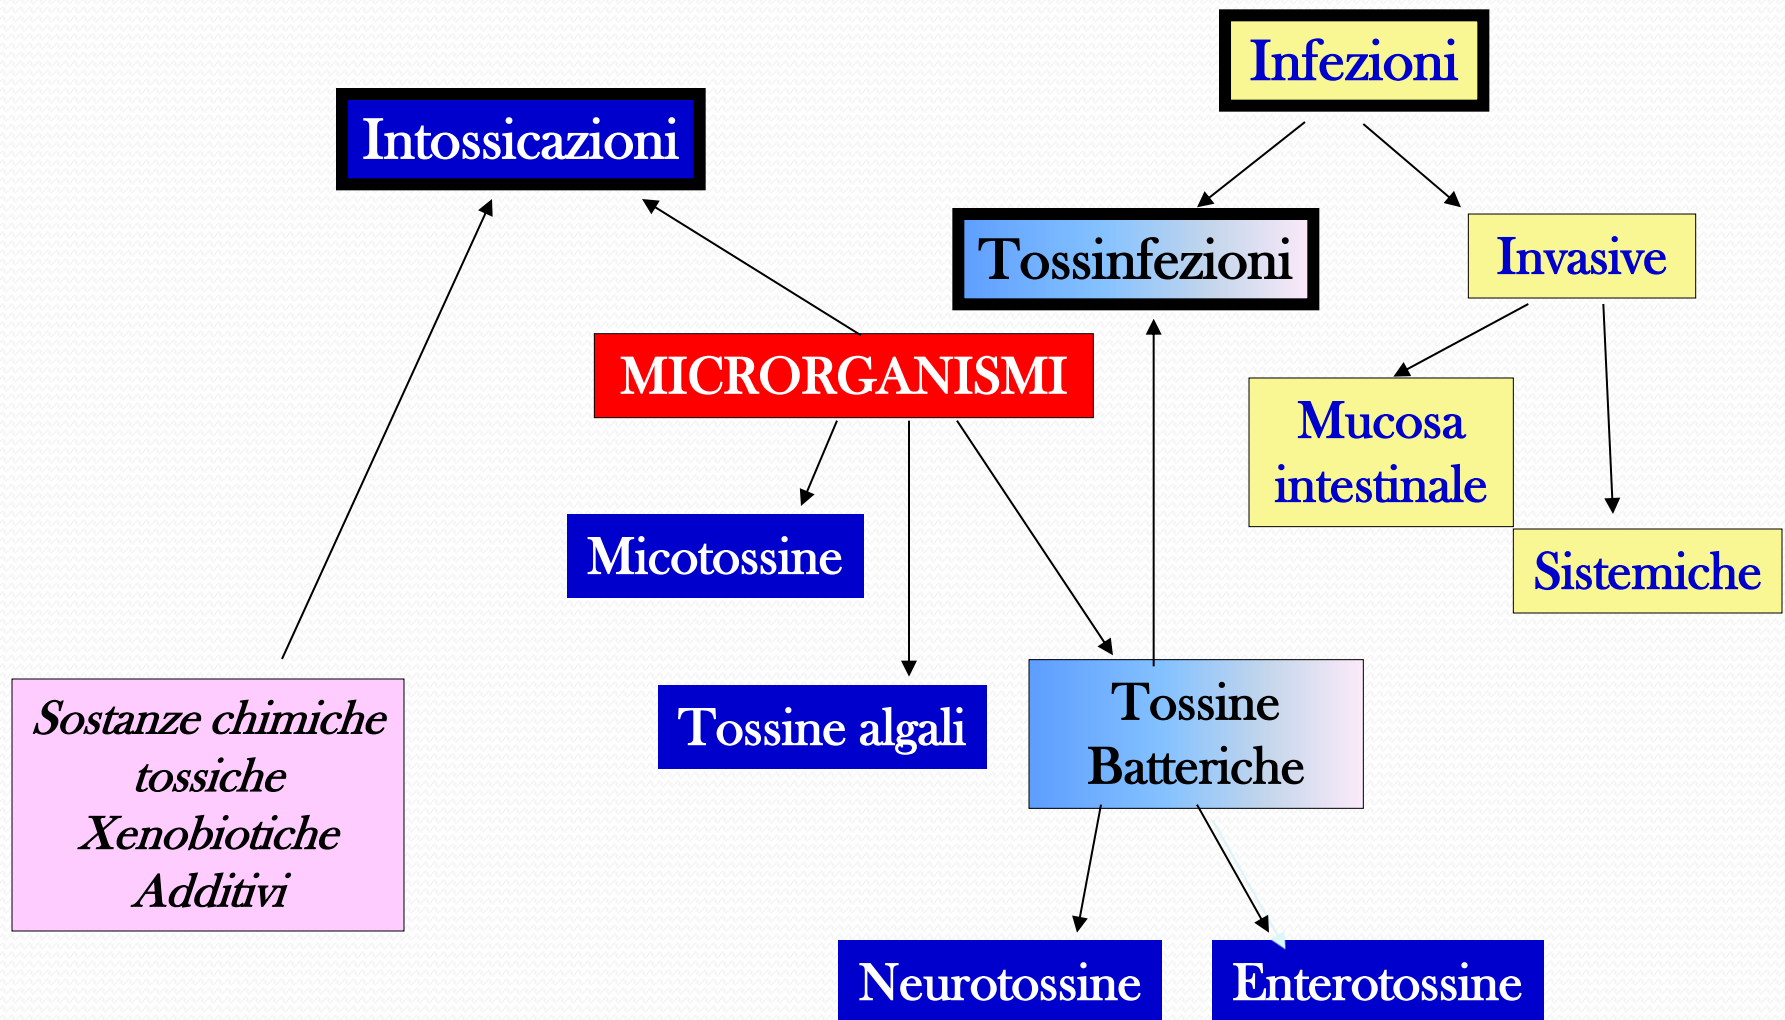 Infezioni
Intossicazioni
Tossinfezioni
Invasive
MICRORGANISMI
Mucosa
intestinale
Micotossine
Sistemiche
Tossine algali
Tossine
Batteriche
Sostanze chimiche
tossiche
Xenobiotiche
Additivi
Neurotossine
Enterotossine